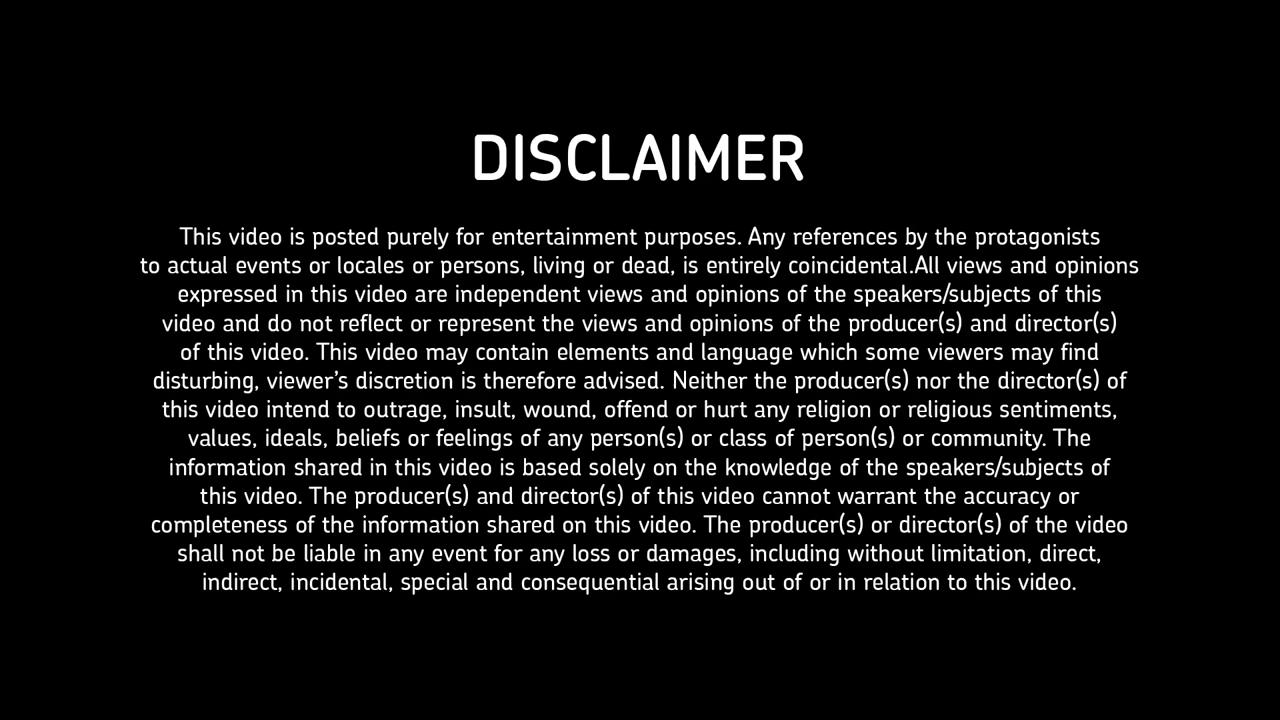 DISCLAIMER
This video is posted purely for entertainment purposes. Any references by the protagonists
to actual events or locales or persons, living or dead, is entirely coincidental.All views and opinions
expressed in this video are independent views and opinions of the speakers/subjects of this
video and do not reflect or represent the views and opinions of the producer(s) and director(s)
of this video. This video may contain elements and language which some viewers may find
disturbing, viewer’s discretion is therefore advised. Neither the producer(s) nor the director(s) of
this video intend to outrage, insult, wound, offend or hurt any religion or religious sentiments,
values, ideals, beliefs or feelings of any person(s) or class of person(s) or community. The
information shared in this video is based solely on the knowledge of the speakers/subjects of
this video. The producer(s) and director(s) of this video cannot warrant the accuracy or
completeness of the information shared on this video. The producer(s) or director(s) of the video
shall not be liable in any event for any loss or damages, including without limitation, direct,
indirect, incidental, special and consequential arising out of or in relation to this video.